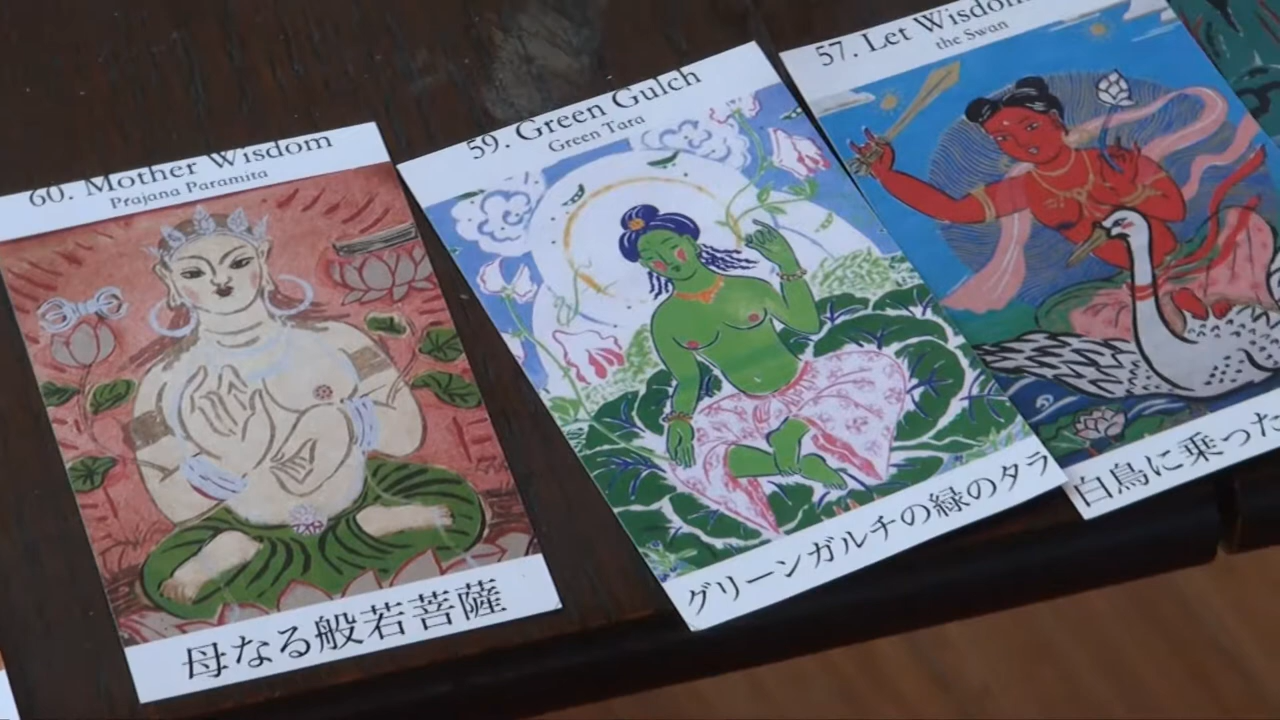 60. Mother Wisdom
Prajana Paramita
母なる般若菩薩
59. Green Gulch
Green Tara
グリーンガルチの緑のタラ
57. Let Wisdom
the Swan
白鳥に乗った